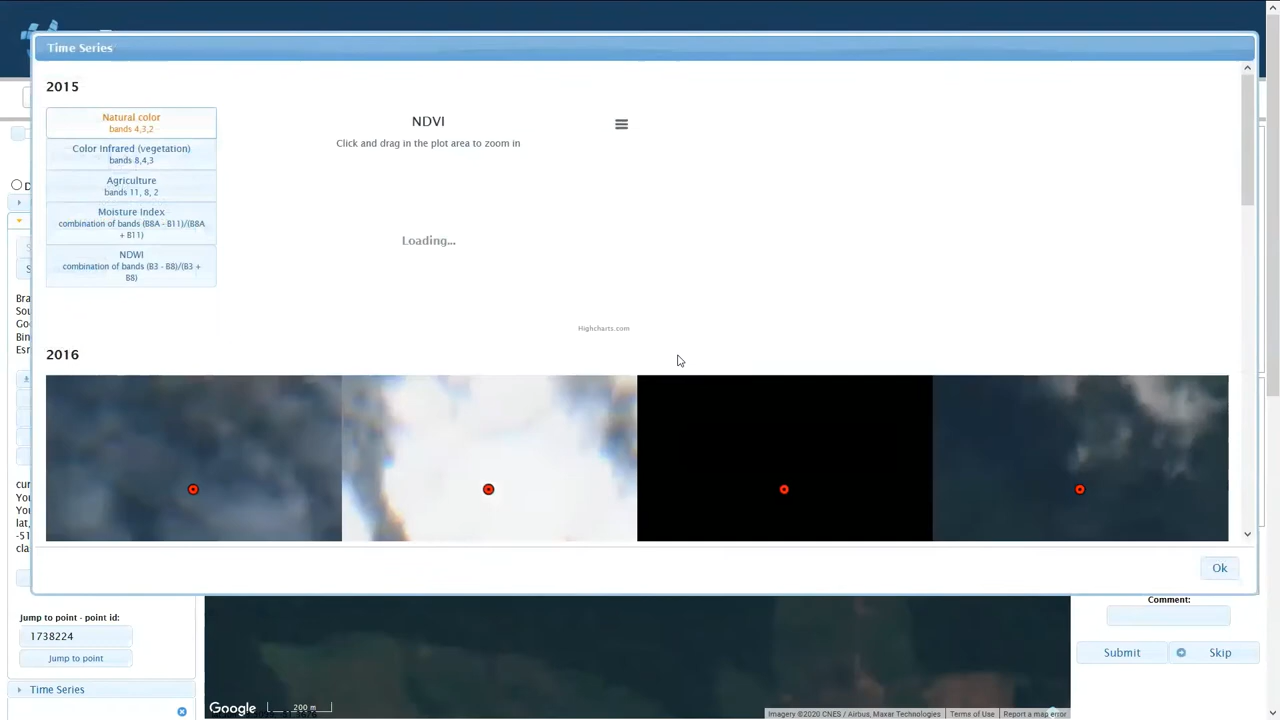 Time Series
2015
Natural color
bands 4,3,2
Color Infrared (vegetation)
bands 8,4,3
Agriculture
bands 11, 8, 2
Moisture Index
combination of bands (B8A - B11)/(B8A
+ B11)
NDWI
combination of bands (B3 - B8)/(B3 +
B8)
NDVI
Click and drag in the plot area to zoom in
Loading...
Highcharts.com
2016
Ok
Jump to point - point id:
1738224
Jump to point
Time Series
Google
200 m
Imagery ©2020 CNES / Airbus, Maxar Technologies
Terms of Use
Report a map error
Comment:
Submit
Skip